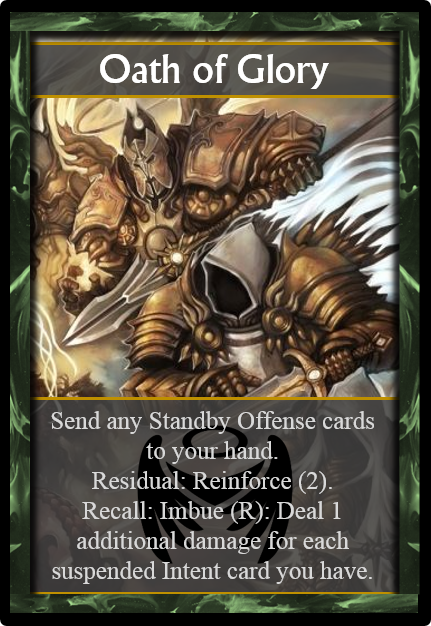 Oath of Glory
Send any Standby Offense cards
to your hand.
Residual: Reinforce (2).
Recall: Imbue (R): Deal 1
additional damage for each
suspended Intent card you have.